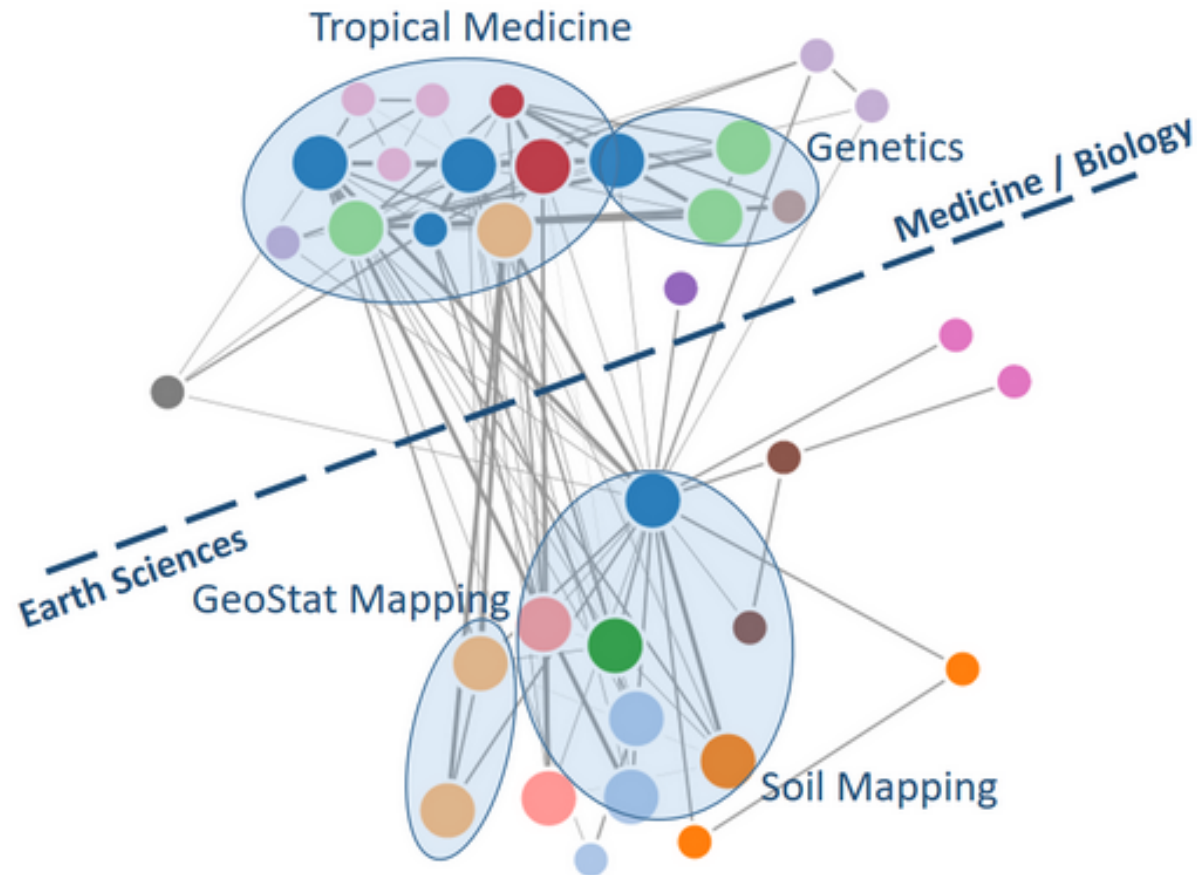 Tropical Medicine
Genetics
Medicine / Biology
Earth Sciences
GeoStat Mapping
Soil Mapping